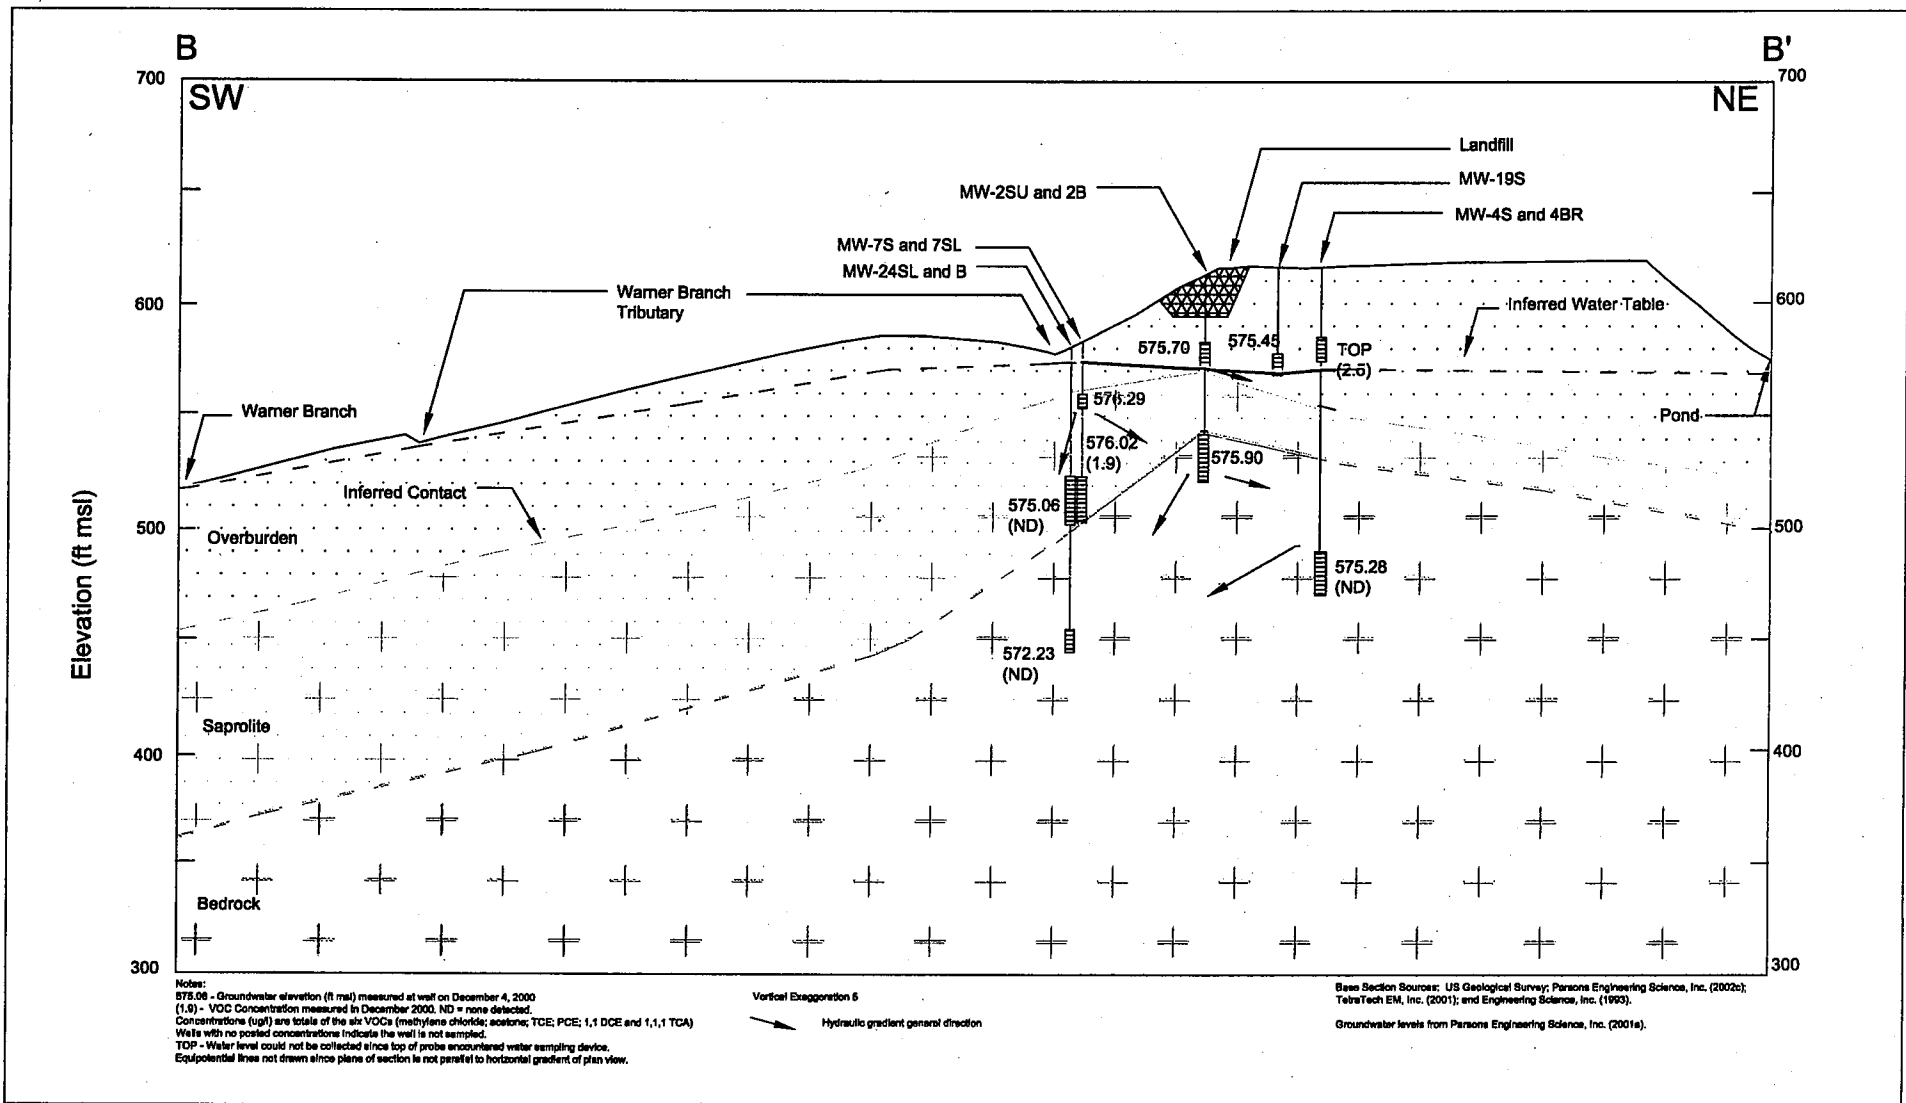 B
B'
700
700
SW
NE
Landfill
MW-19S
MW-2SU and 2B
MW-4S and 4BR
MW-7S and 7SL
MW-24SL and B
Warner Branch
Tributary
600
600
Inferred Water Table
575.70
575.45
TOP
(2.6)
576.29
Warner Branch
Pond
576.02
(1.9)
575.90
Inferred Contact
575.06
(ND)
500
500
Overburden
575.28
(ND)
Elevation (ft msl)
572.23
(ND)
Saprolite
400
400
Bedrock
300
300
Notes:
575.06 - Groundwater elevation (ft msl) measured at well on December 4, 2000
(1.9) - VOC Concentration measured in December 2000. ND = none detected.
Concentrations (ug/l) are totals of the six VOCs (methylene chloride; acetone; TCE; PCE; 1,1 DCE and 1,1,1 TCA)
Wells with no posted concentrations indicate the well is not sampled.
TOP - Water level could not be collected since top of probe encountered water sampling device.
Equipotential lines not drawn since plane of section is not parallel to horizontal gradient of plan view.
Vertical Exaggeration 5
Hydraulic gradient general direction
Base Section Sources: US Geological Survey; Parsons Engineering Science, Inc. (2002c);
TetraTech EM, Inc. (2001); and Engineering Science, Inc. (1993).
Groundwater levels from Parsons Engineering Science, Inc. (2001a).